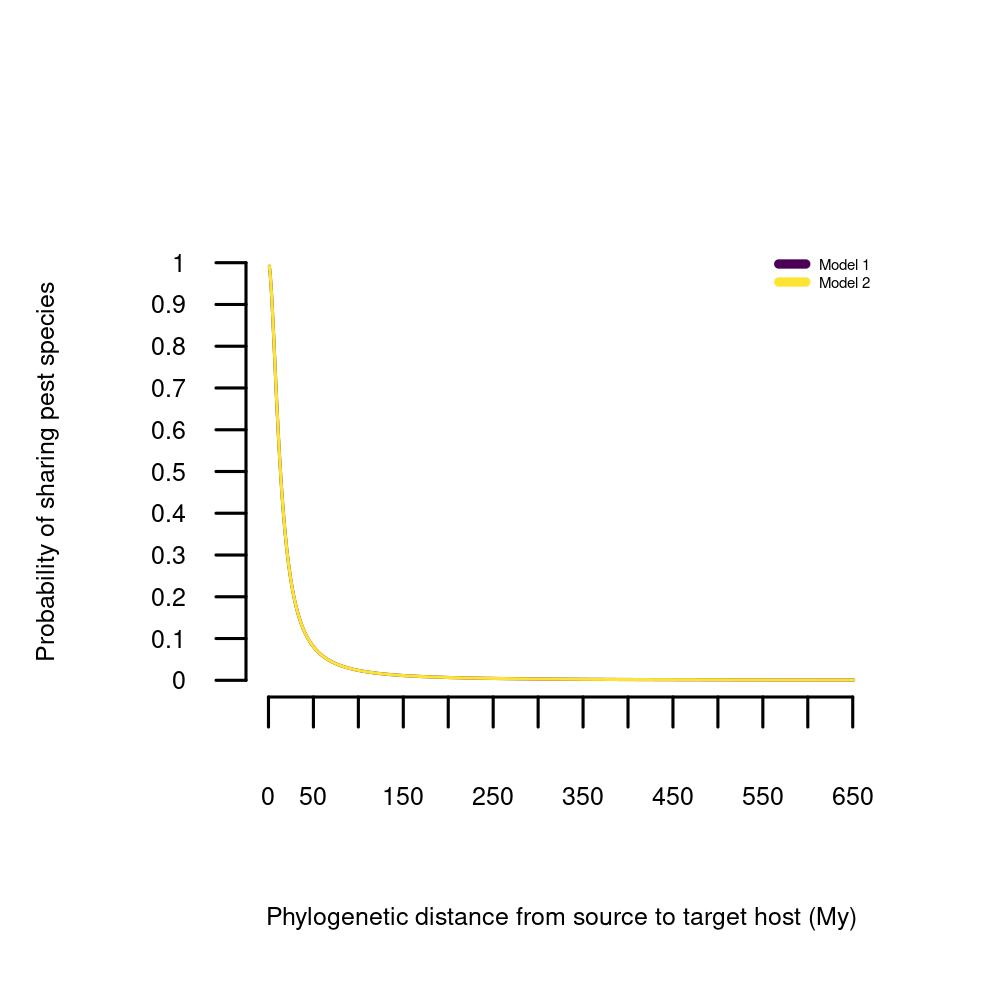 Model 1
Model 2
Probability of sharing pest species
1
0.9
0.8
0.7
0.6
0.5
0.4
0.3
0.2
0.1
0
0 50 150 250 350 450 550 650
Phylogenetic distance from source to target host (My)